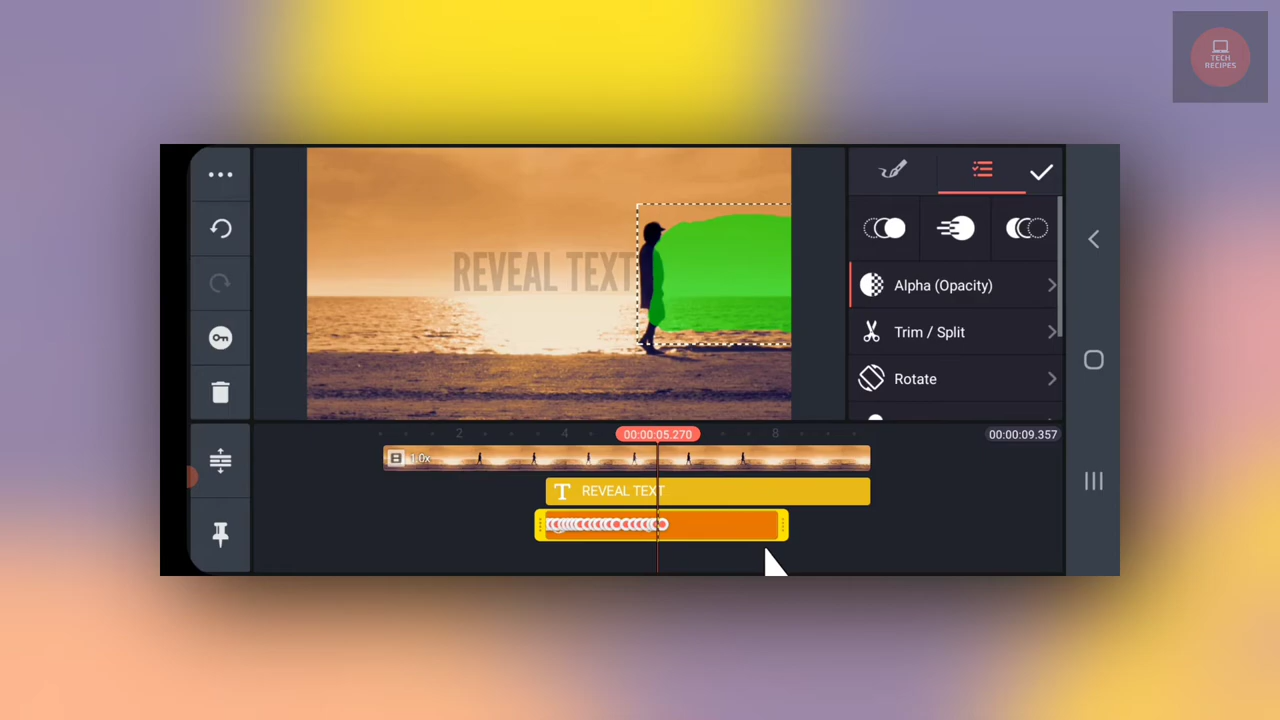 TECH
RECIPES
REVEAL TEXT
Alpha (Opacity)
Trim / Split
Rotate
2
4
00:00:05.270
8
00:00:09.357
1.0x
T REVEAL TEXT